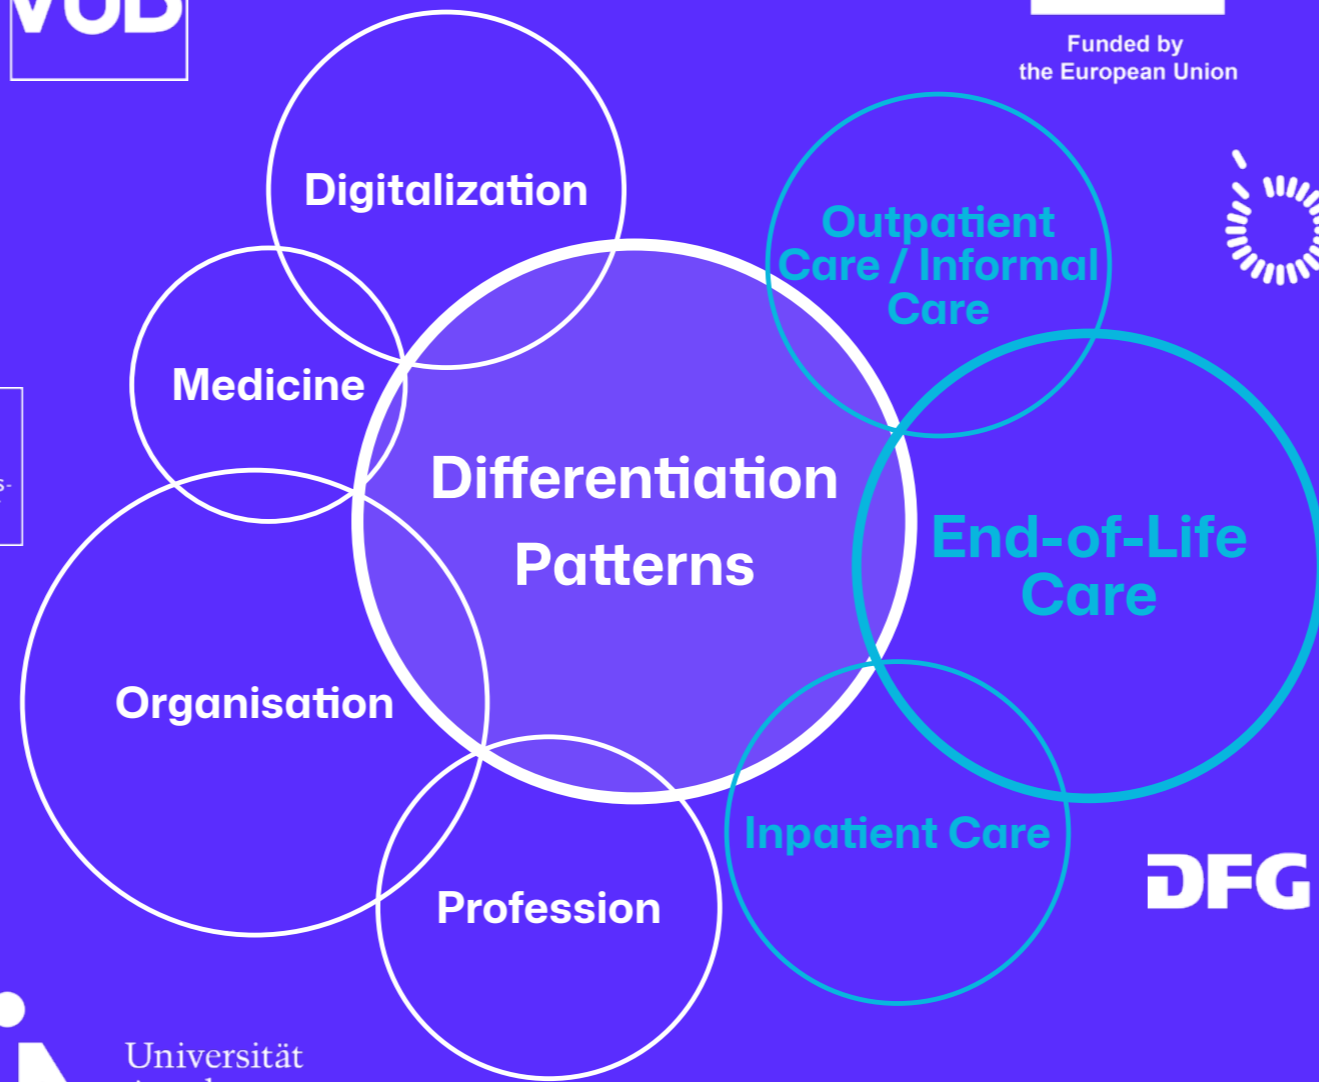 VUB
Funded by
the European Union
Digitalization
Outpatient
Care / Informal
Care
Medicine
Differentiation
Patterns
End-of-Life
Care
s-
Organisation
Inpatient Care
Profession
DFG
Universität